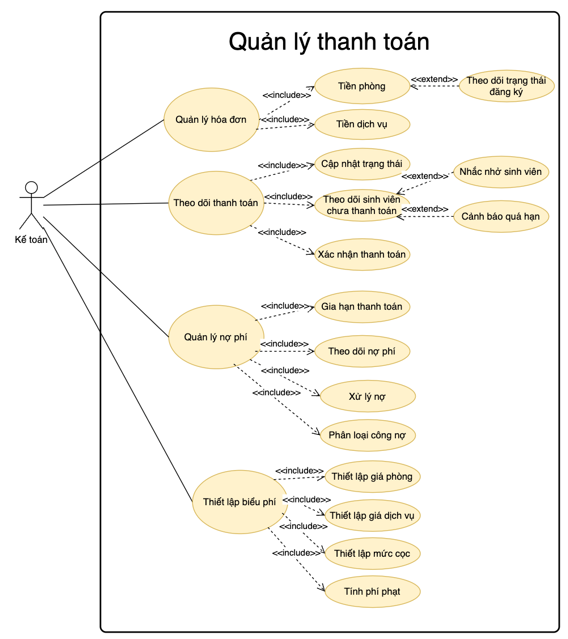 Quản lý thanh toán
Quản lý hóa đơn
<<include>>
Tiền phòng
<<extend>>
Theo dõi trạng thái
đăng ký
<<include>>
Tiền dịch vụ
Kế toán
Theo dõi thanh toán
<<include>>
Cập nhật trạng thái
<<include>>
Theo dõi sinh viên
chưa thanh toán
<<extend>>
Nhắc nhở sinh viên
<<extend>>
Cảnh báo quá hạn
<<include>>
Xác nhận thanh toán
Quản lý nợ phí
<<include>>
Gia hạn thanh toán
<<include>>
Theo dõi nợ phí
<<include>>
Xử lý nợ
<<include>>
Phân loại công nợ
Thiết lập biểu phí
<<include>>
Thiết lập giá phòng
<<include>>
Thiết lập giá dịch vụ
<<include>>
Thiết lập mức cọc
<<include>>
Tính phí phạt